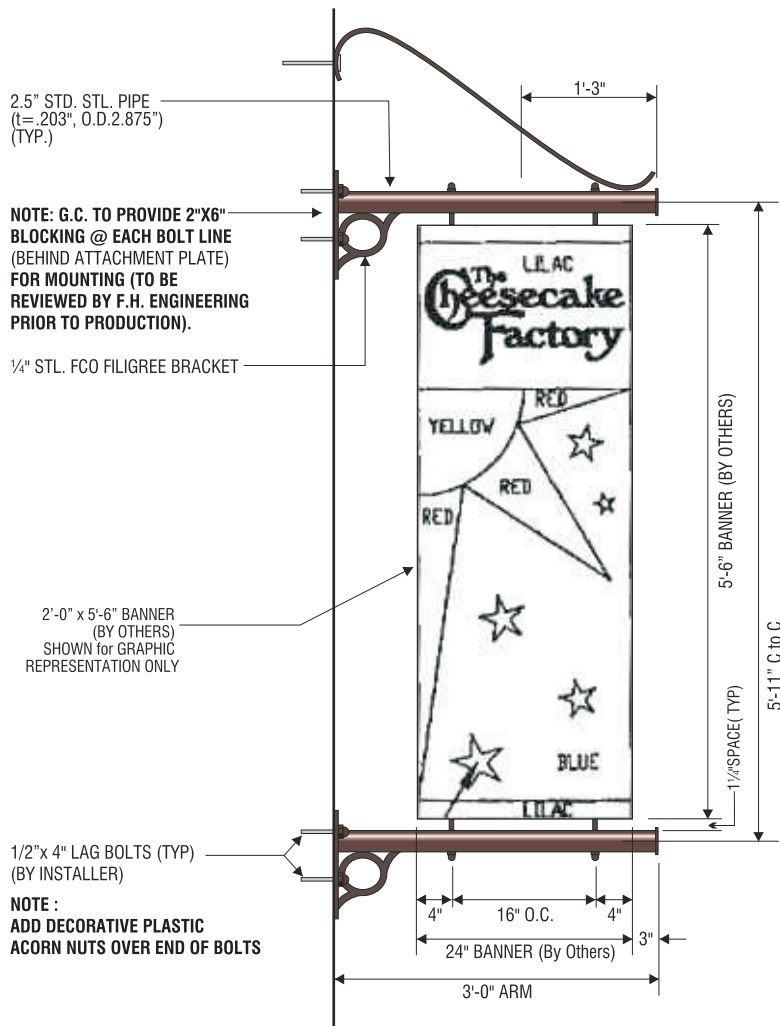 1'-3"
2.5” STD. STL. PIPE
(t=.203", O.D.2.875”)
(TYP.)
NOTE: G.C. TO PROVIDE 2"X6"
BLOCKING @ EACH BOLT LINE
(BEHIND ATTACHMENT PLATE)
FOR MOUNTING (TO BE
REVIEWED BY F.H. ENGINEERING
PRIOR TO PRODUCTION).
¼" STL. FCO FILIGREE BRACKET
LILAC
The
Cheesecake
Factory
RED
YELLOW
RED
RED
BLUE
LILAC
2’-0” x 5'-6” BANNER
(BY OTHERS)
SHOWN for GRAPHIC
REPRESENTATION ONLY
5'-6” BANNER (BY OTHERS)
5'-11” C to C
1¼"SPACE( TYP)
1/2”x 4" LAG BOLTS (TYP)
(BY INSTALLER)
NOTE :
ADD DECORATIVE PLASTIC
ACORN NUTS OVER END OF BOLTS
4" 16" O.C. 4"
24" BANNER (By Others) 3"
3'-0" ARM